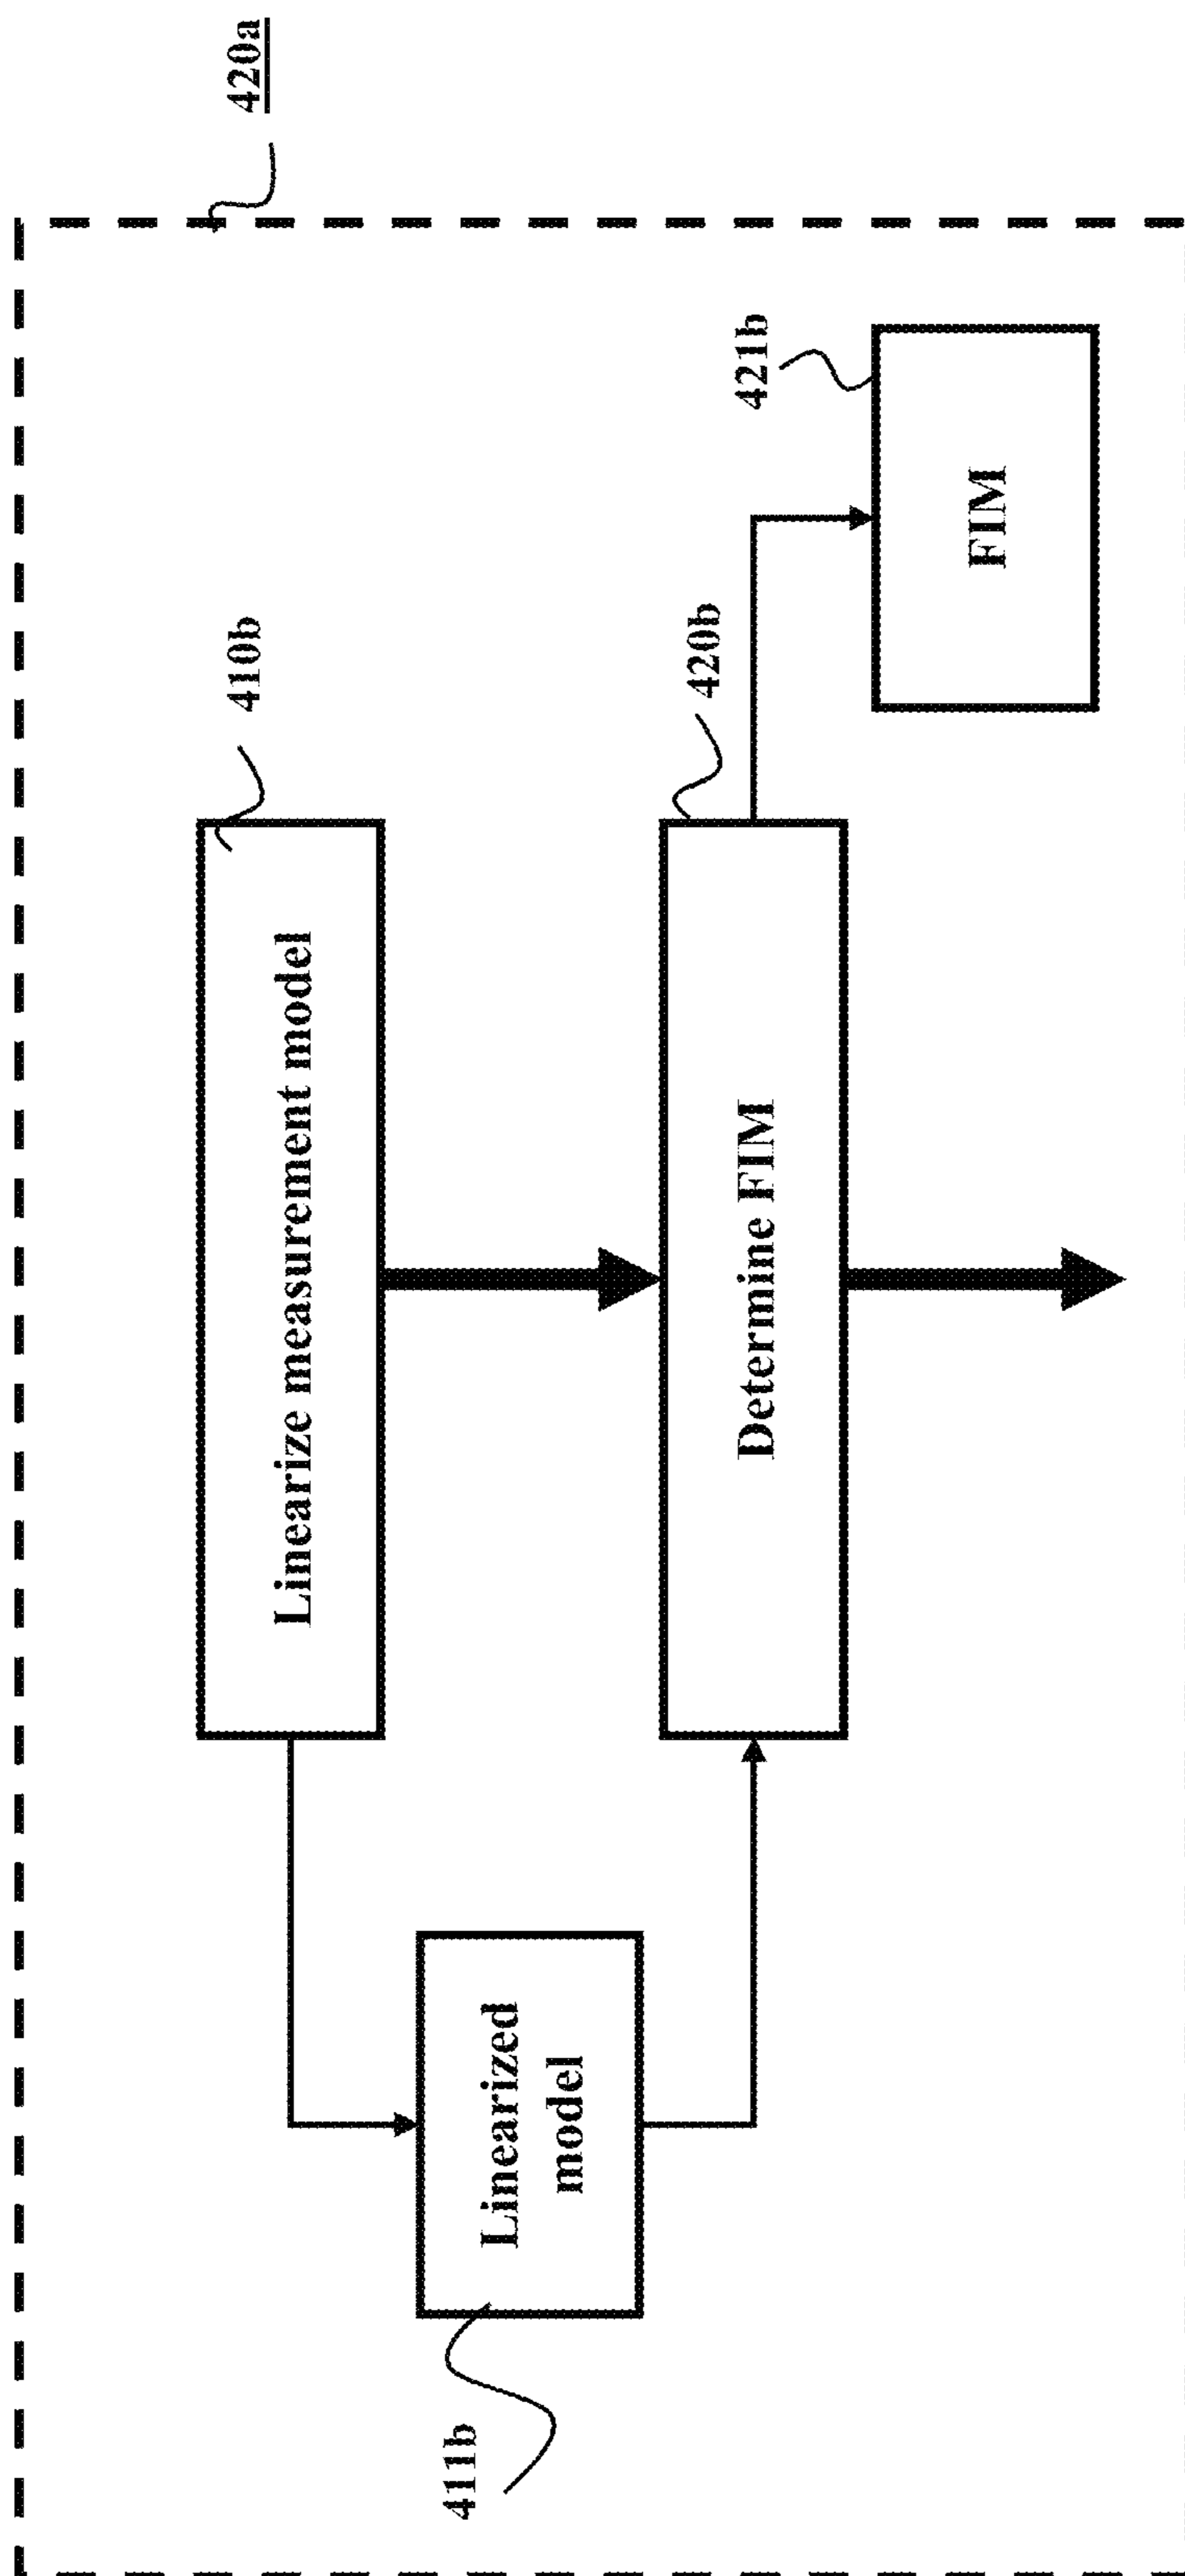 420a
410b
Linearize measurement model
411b
Linearized
model
420b
Determine FIM
421b
FIM